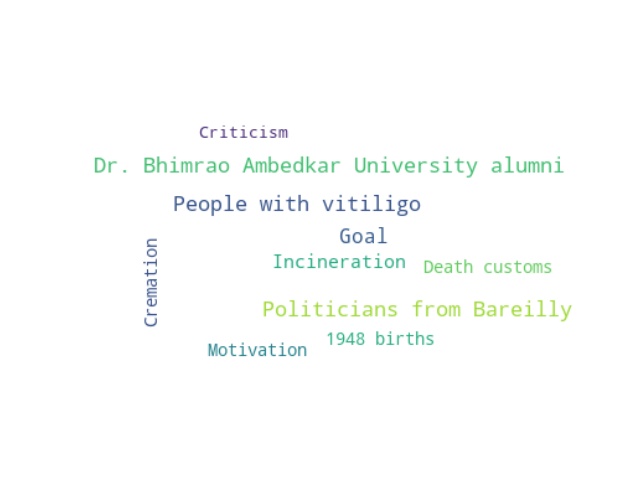 Criticism
Dr. Bhimrao Ambedkar University alumni
People with vitiligo
Goal
Cremation
Incineration
Death customs
Politicians from Bareilly
1948 births
Motivation